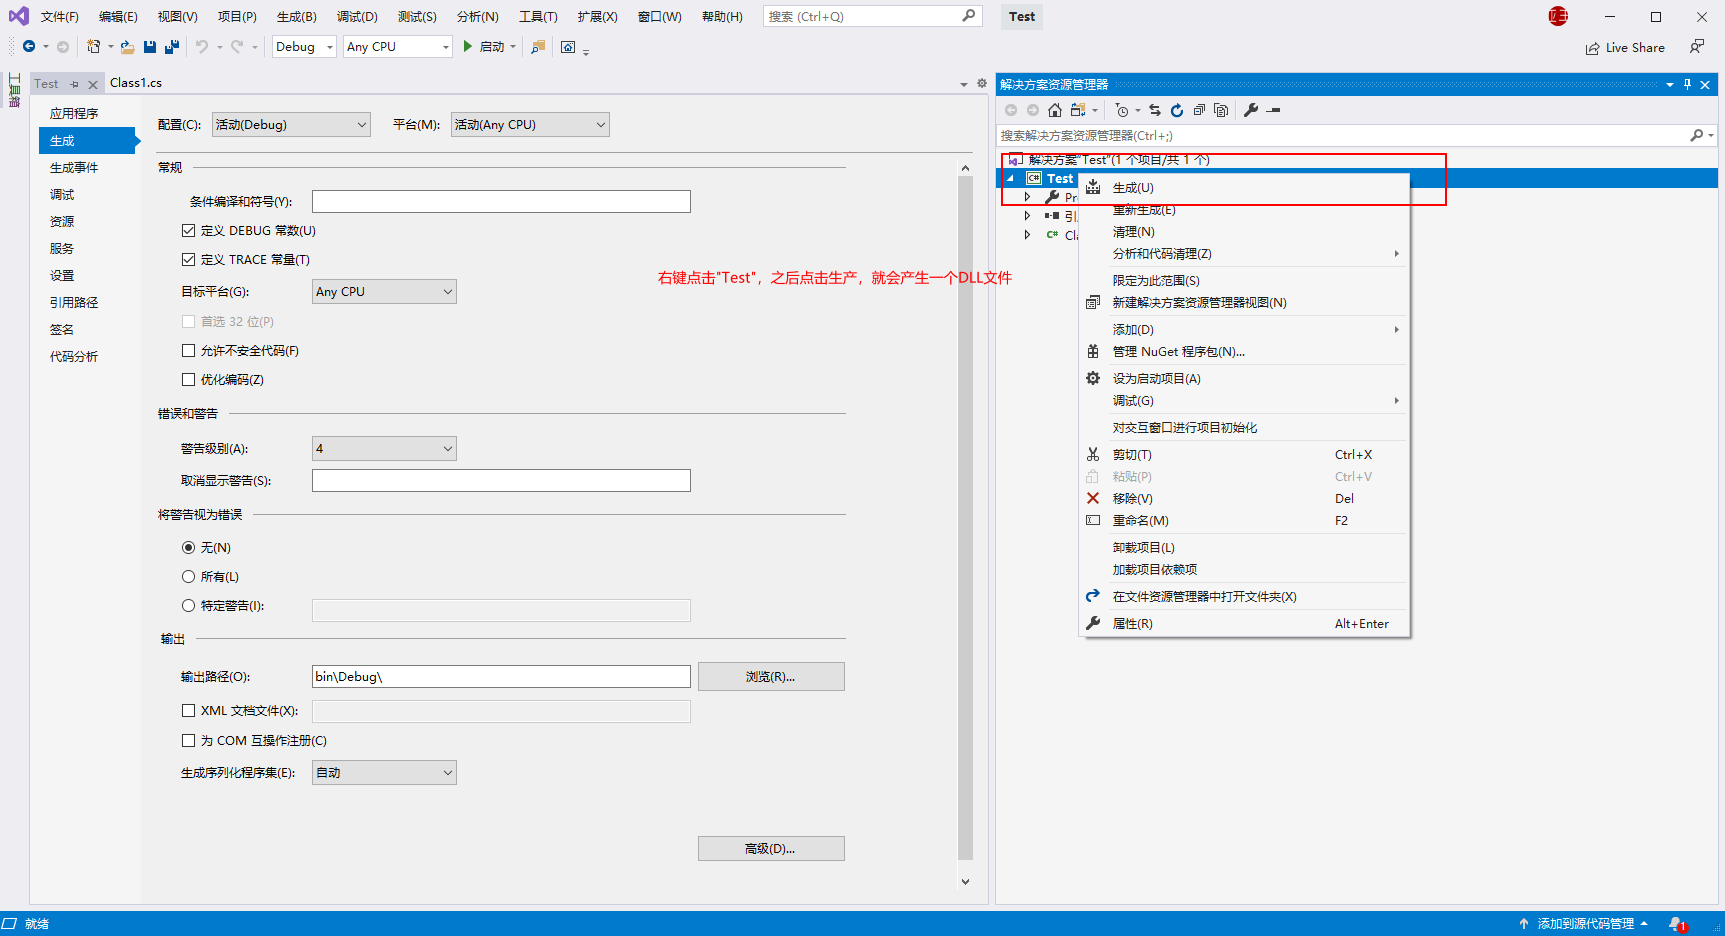 文件(F) 编辑(E) 视图(V) 项目(P) 生成(B) 调试(D) 测试(S) 分析(N) 工具(T) 扩展(X) 窗口(W) 帮助(H) 搜索 (Ctrl+Q) Test
Debug Any CPU 启动 Live Share
工具箱
Test Class1.cs
应用程序
生成
生成事件
调试
资源
服务
设置
引用路径
签名
代码分析
配置(C): 活动(Debug) 平台(M): 活动(Any CPU)
常规
条件编译和符号(Y):
定义 DEBUG 常数(U)
定义 TRACE 常量(T)
目标平台(G): Any CPU
首选 32 位(P)
允许不安全代码(F)
优化编码(Z)
错误和警告
警告级别(A): 4
取消显示警告(S):
将警告视为错误
无(N)
所有(L)
特定警告(I):
输出
输出路径(O): bin\Debug\ 浏览(R)...
XML 文档文件(X):
为 COM 互操作注册(C)
生成序列化程序集(E): 自动
高级(D)...
右键点击"Test"，之后点击生产，就会产生一个DLL文件
解决方案资源管理器
搜索解决方案资源管理器(Ctrl+;)
解决方案"Test"(1 个项目/共 1 个)
Test
Pr
引
Cla
生成(U)
重新生成(E)
清理(N)
分析和代码清理(Z)
限定为此范围(S)
新建解决方案资源管理器视图(N)
添加(D)
管理 NuGet 程序包(N)...
设为启动项目(A)
调试(G)
对交互窗口进行项目初始化
剪切(T) Ctrl+X
粘贴(P) Ctrl+V
移除(V) Del
重命名(M) F2
卸载项目(L)
加载项目依赖项
在文件资源管理器中打开文件夹(X)
属性(R) Alt+Enter
就绪 添加到源代码管理 1